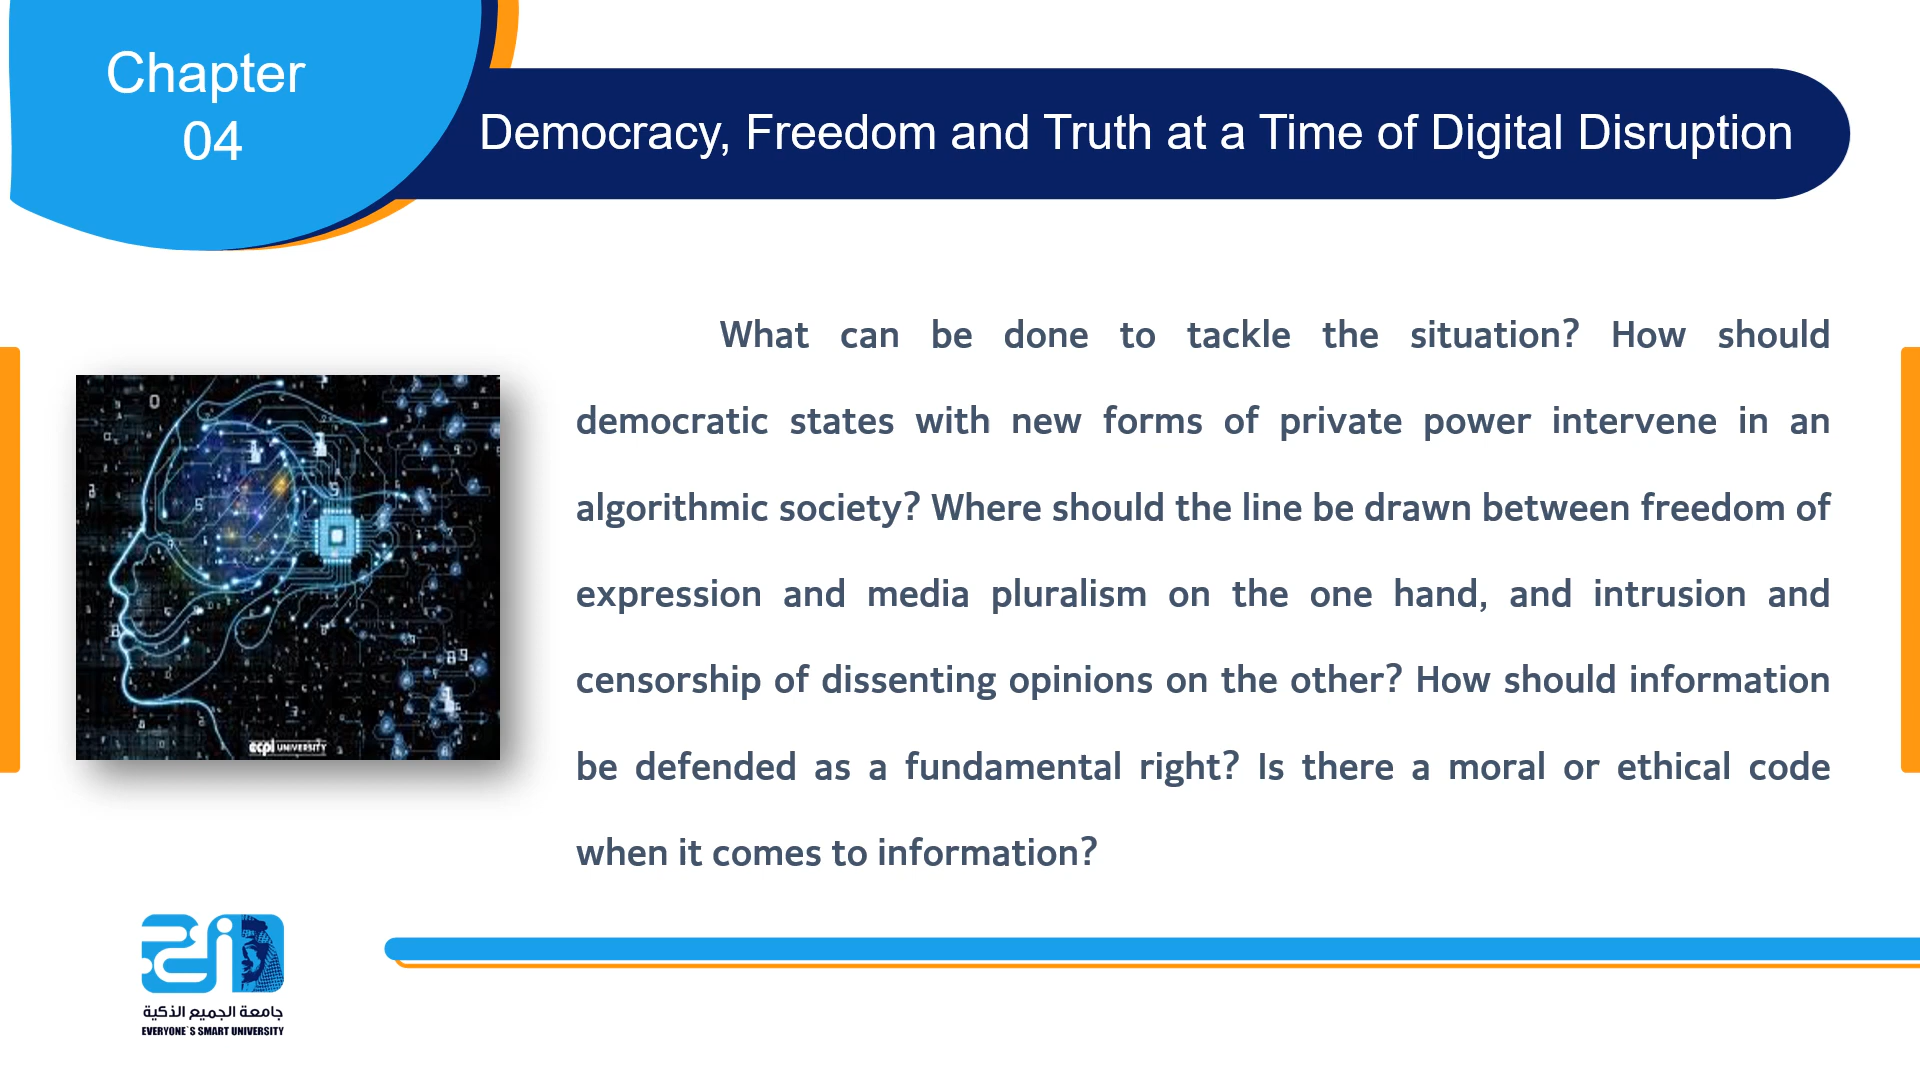 Chapter
04
Democracy, Freedom and Truth at a Time of Digital Disruption
What can be done to tackle the situation? How should
democratic states with new forms of private power intervene in an
algorithmic society? Where should the line be drawn between freedom of
expression and media pluralism on the one hand, and intrusion and
censorship of dissenting opinions on the other? How should information
be defended as a fundamental right? Is there a moral or ethical code
when it comes to information?
ecpi UNIVERSITY
جامعة الجميع الذكية
EVERYONE`S SMART UNIVERSITY